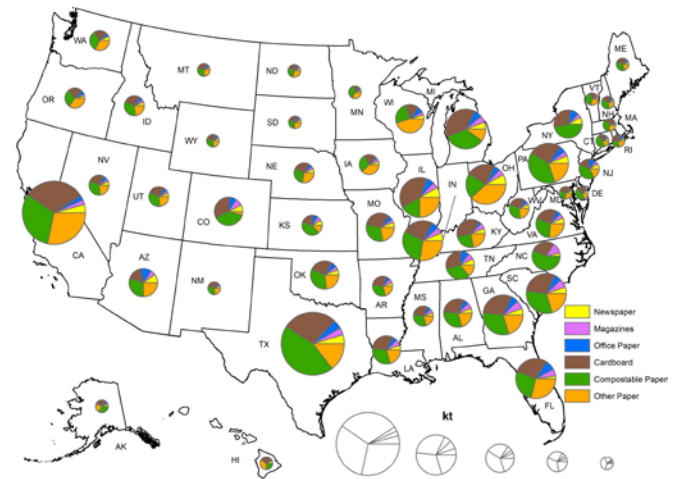 WA
ME
MT
ND
VT
MN
OR
WI
MI
NH
MA
ID
SD
NY
WY
CT
RI
IA
PA
NV
NE
IL
OH
NJ
IN
UT
WV
MD
DE
CO
MO
KS
KY
VA
CA
AZ
OK
TN
NC
NM
AR
SC
MS
GA
Newspaper
Magazines
AL
TX
Office Paper
Cardboard
LA
Compostable Paper
Other Paper
FL
kt
AK
HI